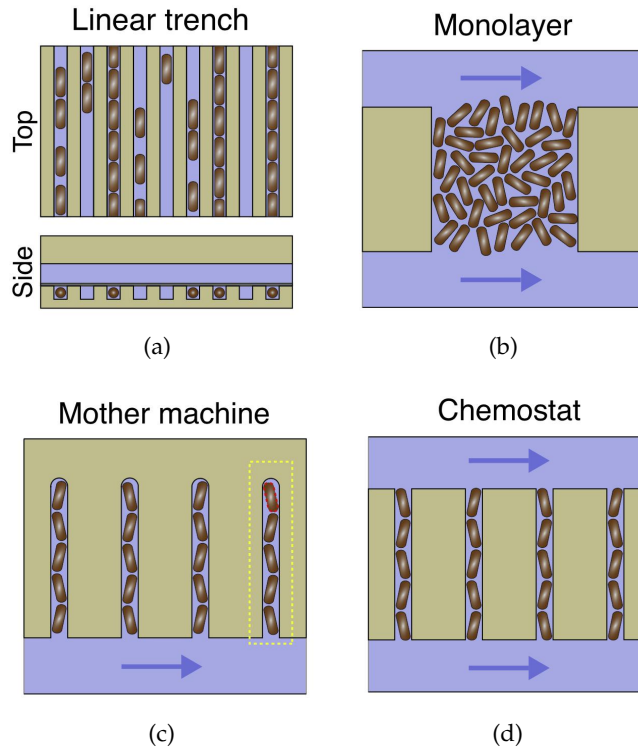 Linear trench
Top
Side
(a)
Monolayer
(b)
Mother machine
(c)
Chemostat
(d)